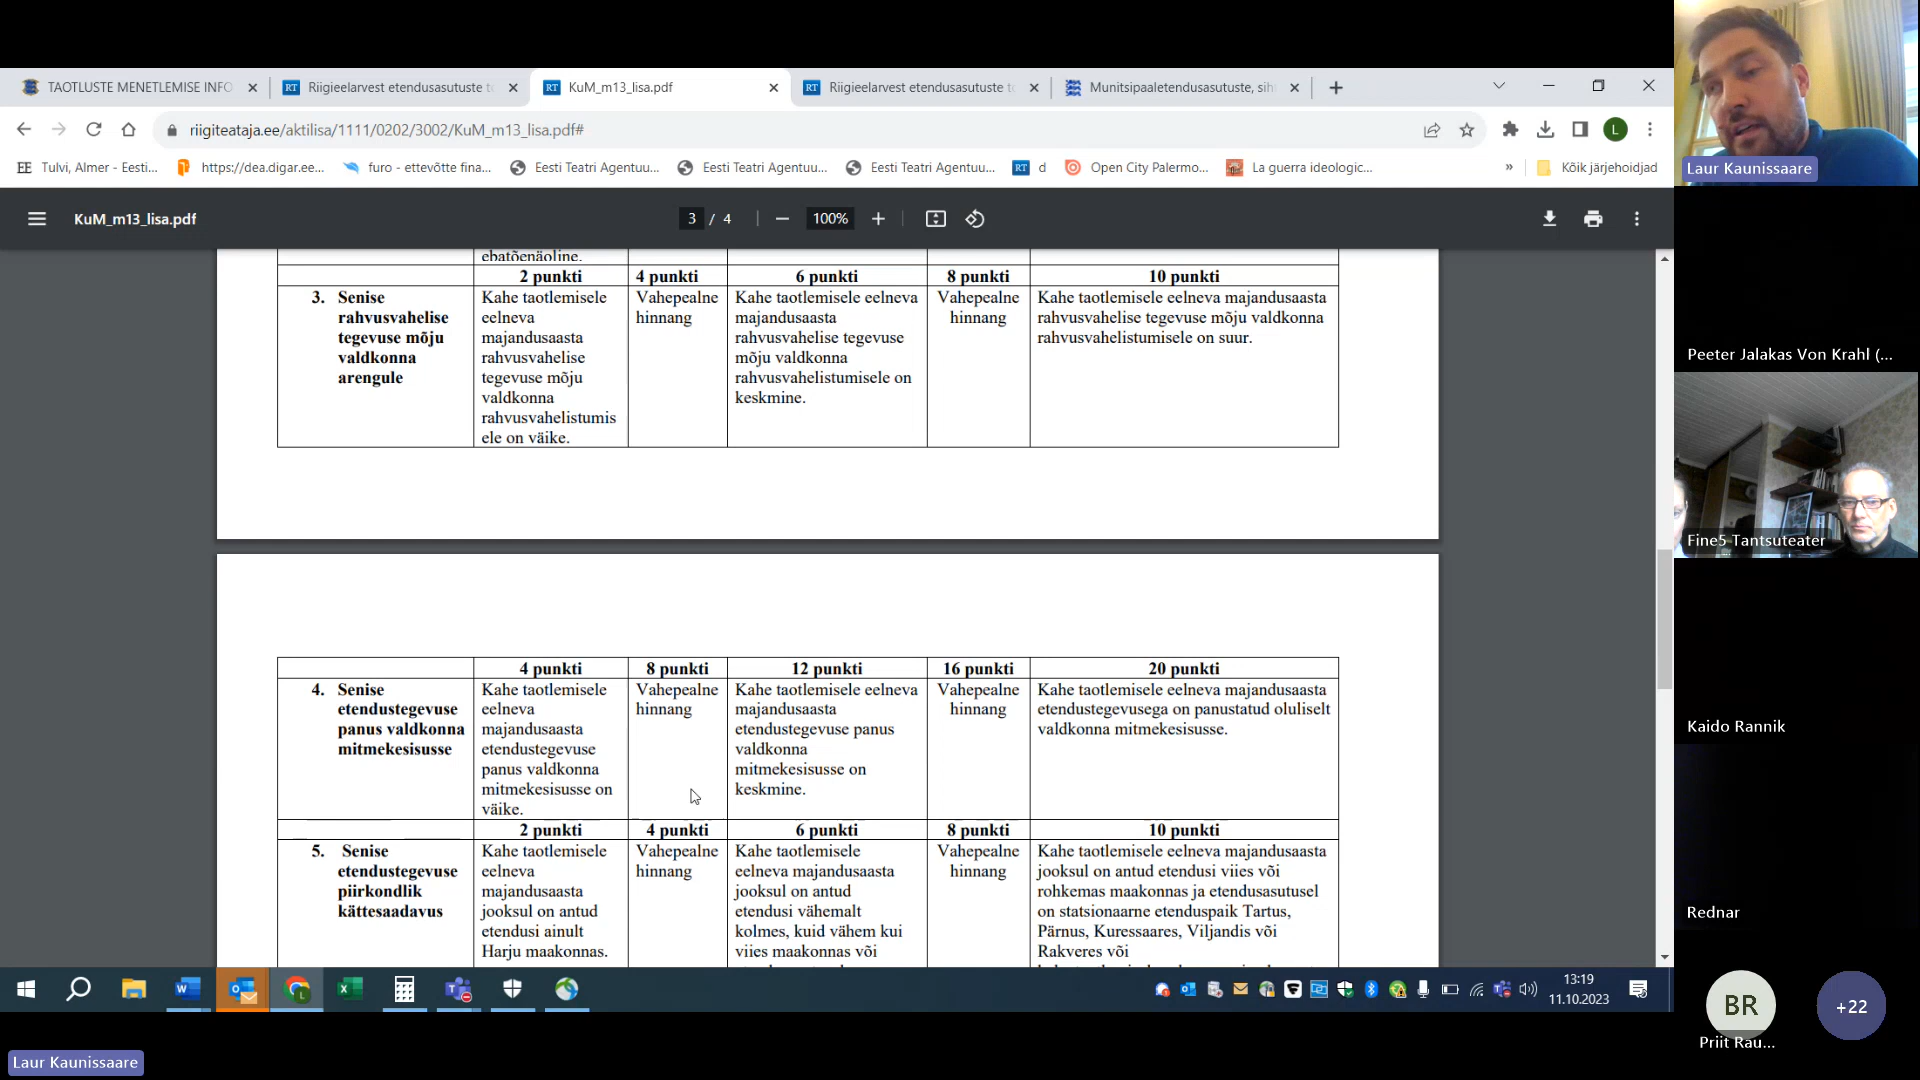 TAOTLUSTE MENETLEMISE INFO
Riigieelarvest etendusasutuste to
KuM_m13_lisa.pdf
Riigieelarvest etendusasutuste to
Munitsipaaletendusasutuste, sih
riigiteataja.ee/aktilisa/1111/0202/3002/KuM_m13_lisa.pdf#
L
EE Tulvi, Almer - Eesti...
https://dea.digar.ee...
furo - ettevõtte fina...
Eesti Teatri Agentuu...
Eesti Teatri Agentuu...
Eesti Teatri Agentuu...
RT d
Open City Palermo...
La guerra ideologic...
»
Kõik järjehoidjad
KuM_m13_lisa.pdf
3 / 4
100%
ebatõenäoline.
2 punkti
4 punkti
6 punkti
8 punkti
10 punkti
3. Senise
rahvusvahelise
tegevuse mõju
valdkonna
arengule
Kahe taotlemisele
eelneva
majandusaasta
rahvusvahelise
tegevuse mõju
valdkonna
rahvusvahelistumis
ele on väike.
Vahepealne
hinnang
Kahe taotlemisele eelneva
majandusaasta
rahvusvahelise tegevuse
mõju valdkonna
rahvusvahelistumisele on
keskmine.
Vahepealne
hinnang
Kahe taotlemisele eelneva majandusaasta
rahvusvahelise tegevuse mõju valdkonna
rahvusvahelistumisele on suur.
4 punkti
8 punkti
12 punkti
16 punkti
20 punkti
4. Senise
etendustegevuse
panus valdkonna
mitmekesisusse
Kahe taotlemisele
eelneva
majandusaasta
etendustegevuse
panus valdkonna
mitmekesisusse on
väike.
Vahepealne
hinnang
Kahe taotlemisele eelneva
majandusaasta
etendustegevuse panus
valdkonna
mitmekesisusse on
keskmine.
Vahepealne
hinnang
Kahe taotlemisele eelneva majandusaasta
etendustegevusega on panustatud oluliselt
valdkonna mitmekesisusse.
2 punkti
4 punkti
6 punkti
8 punkti
10 punkti
5. Senise
etendustegevuse
piirkondlik
kättesaadavus
Kahe taotlemisele
eelneva
majandusaasta
jooksul on antud
etendusi ainult
Harju maakonnas.
Vahepealne
hinnang
Kahe taotlemisele
eelneva majandusaasta
jooksul on antud
etendusi vähemalt
kolmes, kuid vähem kui
viies maakonnas või
Vahepealne
hinnang
Kahe taotlemisele eelneva majandusaasta
jooksul on antud etendusi viies või
rohkemas maakonnas ja etendusasutusel
on statsionaarne etenduspaik Tartus,
Pärnus, Kuressaares, Viljandis või
Rakveres või
13:19
11.10.2023
Laur Kaunissaare
Laur Kaunissaare
Peeter Jalakas Von Krahl (...
Fine5 Tantsuteater
Kaido Rannik
Rednar
BR
Priit Rau...
+22